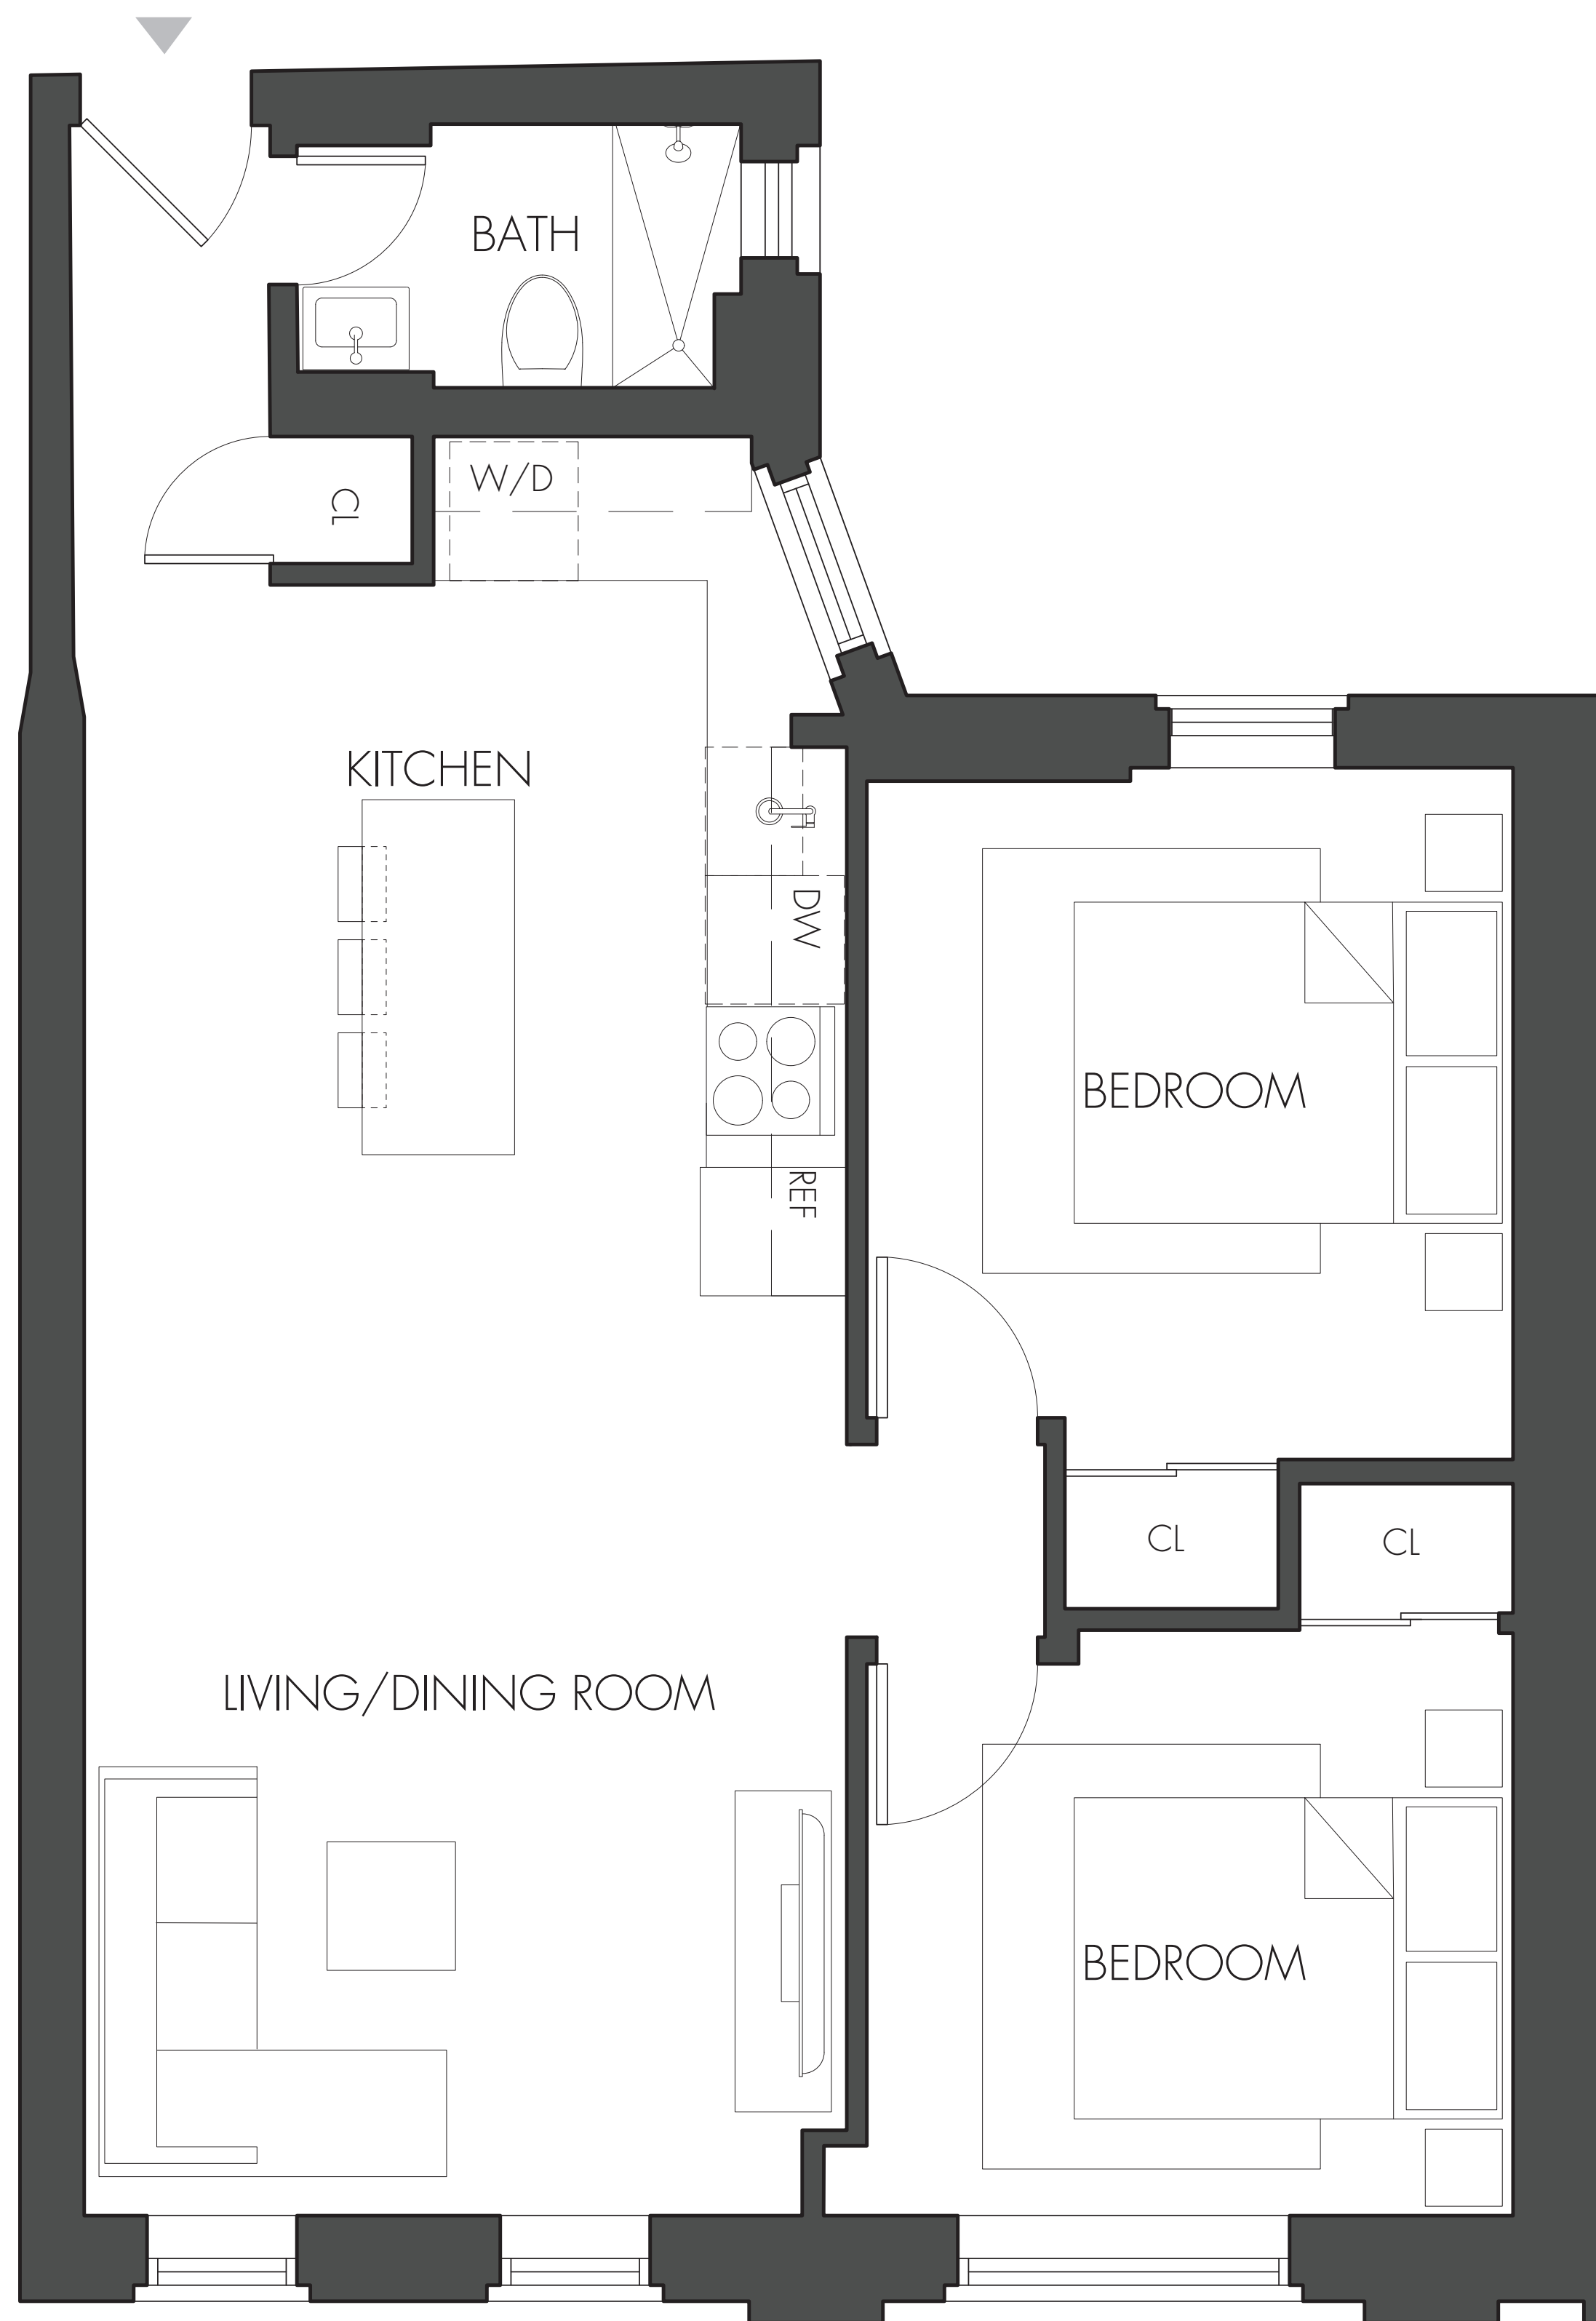 BATH
W/D
CL
KITCHEN
DW
BEDROOM
REF
CL
CL
LIVING/DINING ROOM
BEDROOM